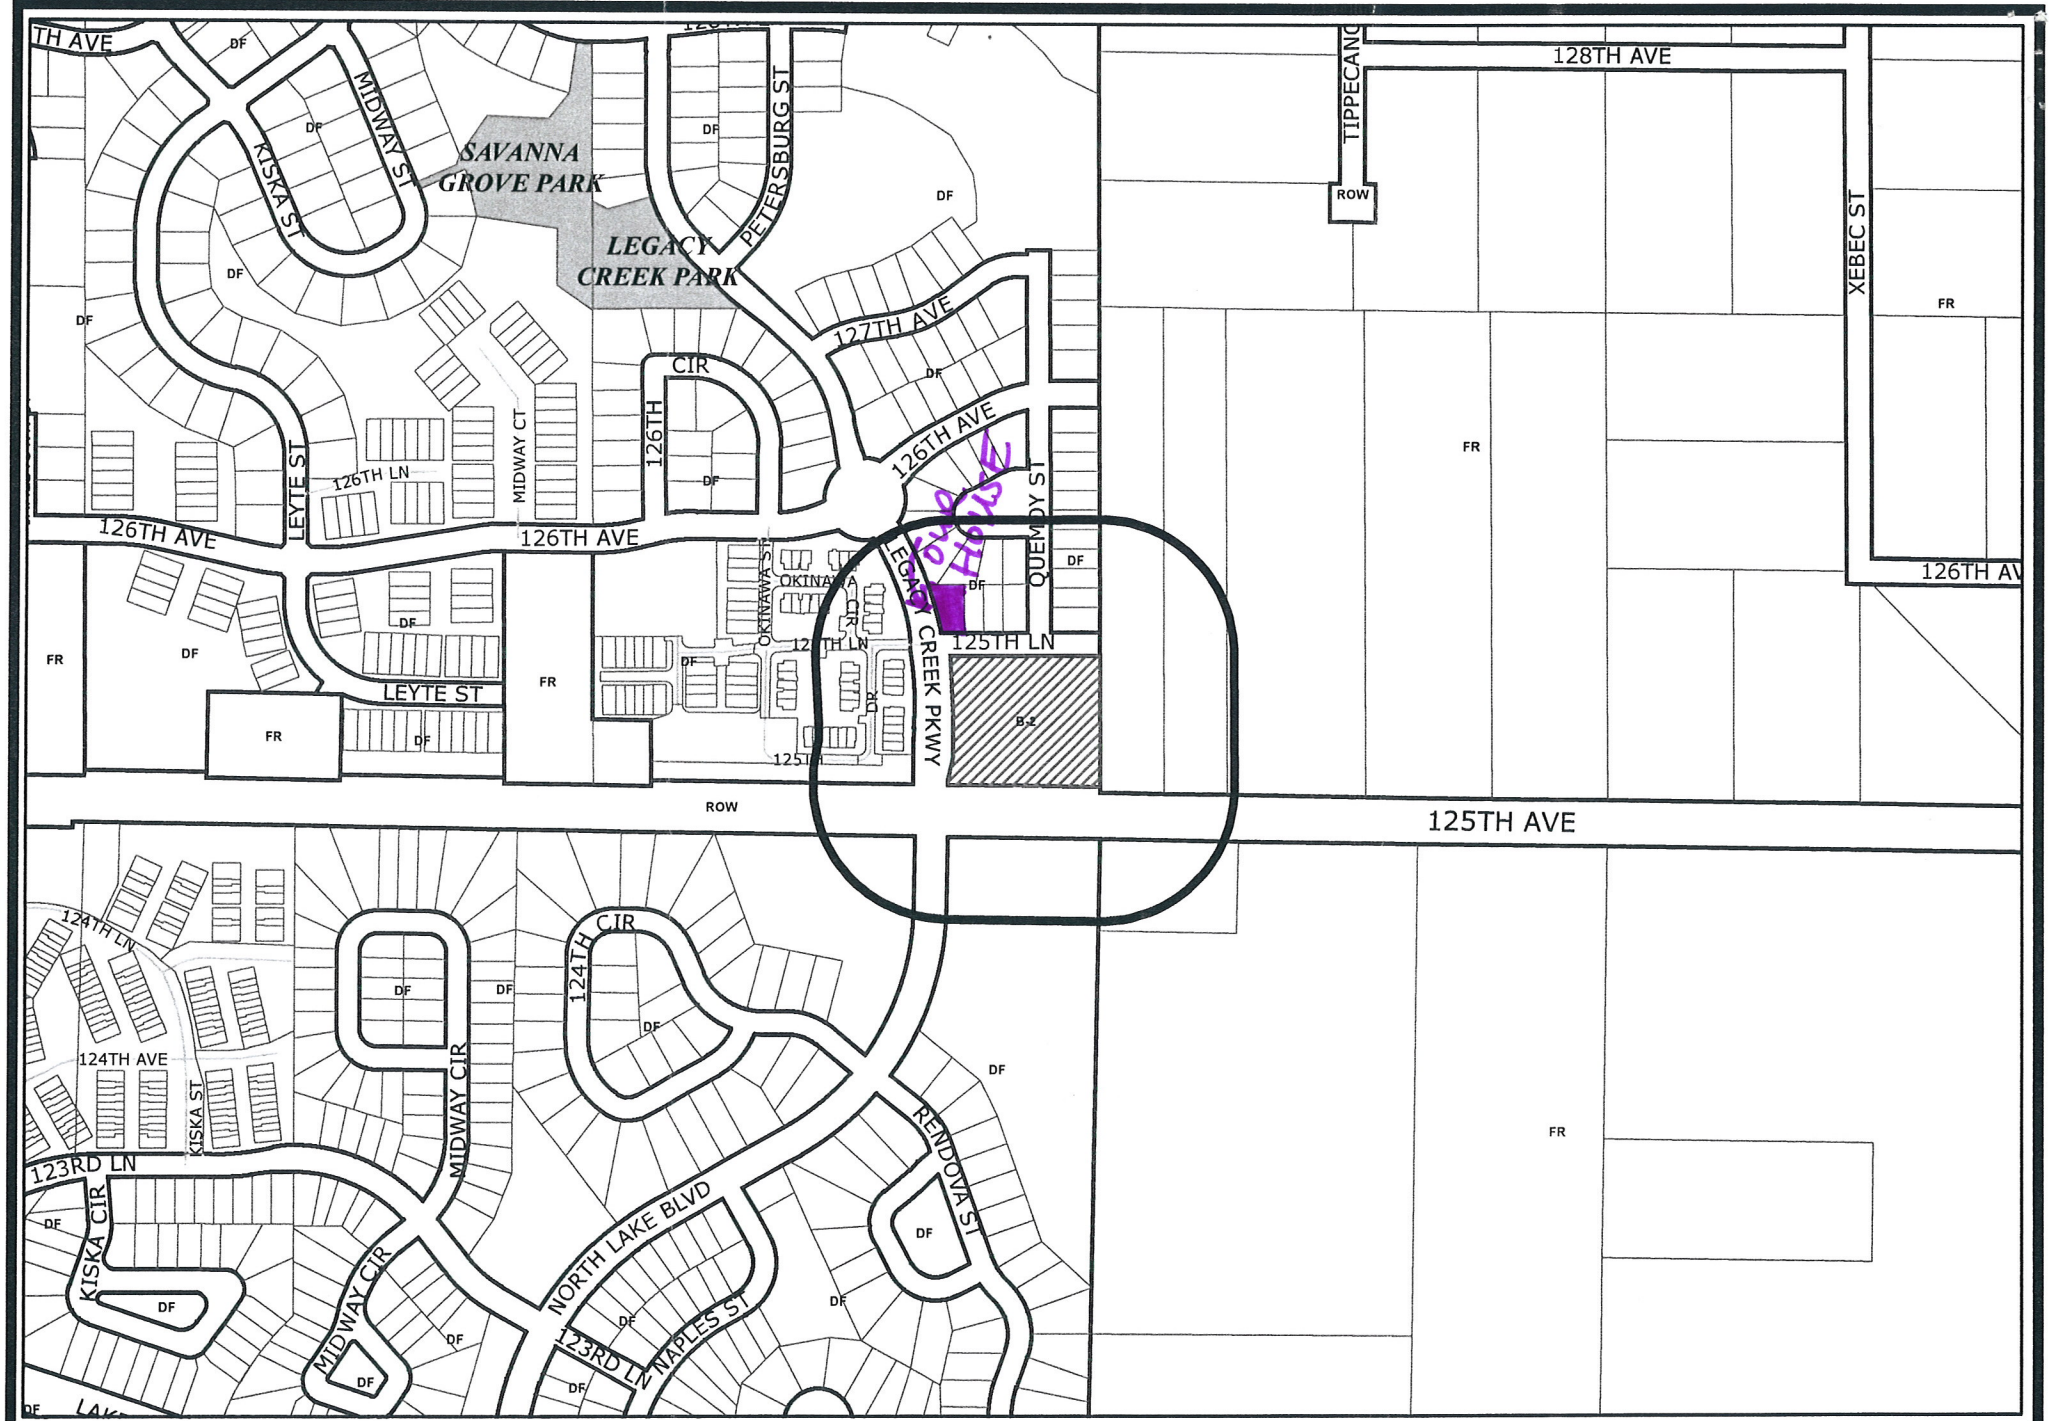 TH AVE
DF
MIDWAY ST
KISKA ST
DF
SAVANNA
GROVE PARK
LEGACY
CREEK PARK
DF
PETERSBURG ST
DF
TIPPECANO
128TH AVE
ROW
XEBEC ST
FR
DF
DF
127TH AVE
DF
CIR
126TH
DF
MIDWAY CT
126TH LN
LEYTE ST
126TH AVE
FR
126TH AVE
126TH AVE
HOUSE
QUEMOY ST
DF
126TH AV
OKINAWA ST
OKINAWA
CIR
LEGACY CREEK PKWY
DF
125TH LN
FR
DF
DF
LEYTE ST
FR
DF
FR
DF
DR
B-2
125TH
ROW
125TH AVE
124TH LN
124TH AVE
KISKA ST
DF
DF
MIDWAY CIR
124TH CIR
DF
DF
RENDOVA ST
FR
123RD LN
KISKA CIR
DF
DF
MIDWAY CIR
DF
DF
NORTH LAKE BLVD
DF
DF
NAPLES ST
123RD LN
DF
DF
DF